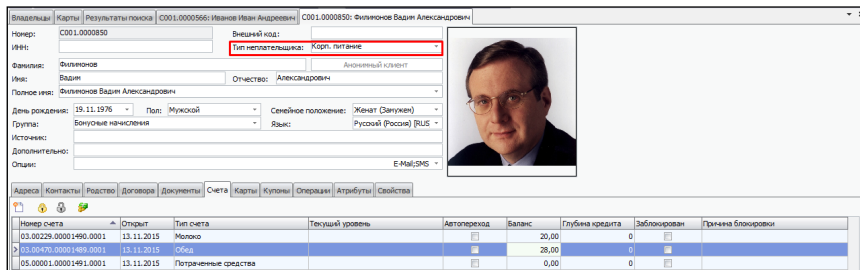 Владельцы Карты Результаты поиска C001.0000566: Иванов Иван Андреевич C001.0000850: Филимонов Вадим Александрович
Номер: C001.0000850 Внешний код:
ИНН: Тип неплательщика: Корп. питание
Фамилия: Филимонов Анонимный клиент
Имя: Вадим Отчество: Александрович
Полное имя: Филимонов Вадим Александрович
День рождения: 19.11.1976 Пол: Мужской Семейное положение: Женат (Замужем)
Группа: Бонусные начисления Язык: Русский (Россия) [RUS
Источник:
Дополнительно:
Опции: E-Mail;SMS
Адреса Контакты Родство Договора Документы Счета Карты Купоны Операции Атрибуты Свойства
Номер счета Открыт Тип счета Текущий уровень Автопереход Баланс Глубина кредита Заблокирован Причина блокировки
03.00229.00001490.0001 13.11.2015 Молоко 20,00 0
03.00470.00001489.0001 13.11.2015 Обед 28,00 0
05.00001.00001491.0001 13.11.2015 Потраченные средства 0,00 0